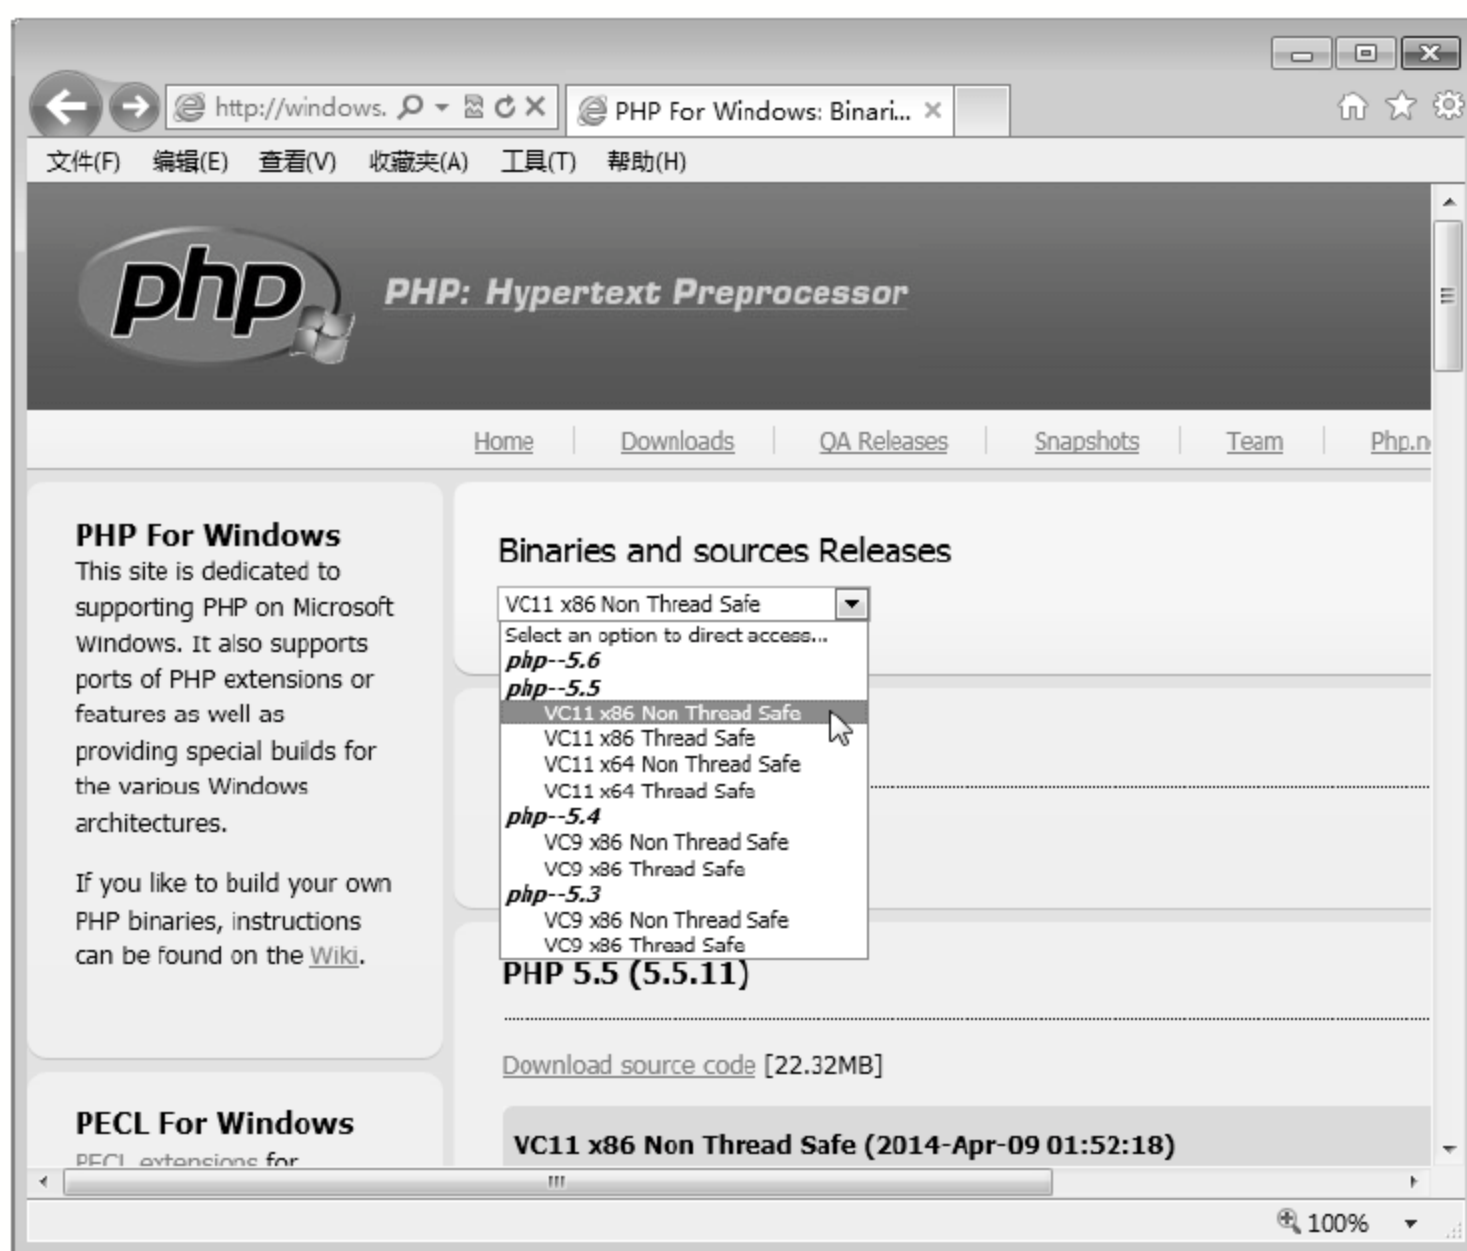 http://windows.
PHP For Windows: Binari...
文件(F) 编辑(E) 查看(V) 收藏夹(A) 工具(T) 帮助(H)
php
PHP: Hypertext Preprocessor
Home Downloads QA Releases Snapshots Team Php.n
PHP For Windows
This site is dedicated to
supporting PHP on Microsoft
Windows. It also supports
ports of PHP extensions or
features as well as
providing special builds for
the various Windows
architectures.
If you like to build your own
PHP binaries, instructions
can be found on the Wiki.
PECL For Windows
PECL extensions for
Binaries and sources Releases
VC11 x86 Non Thread Safe
Select an option to direct access...
php--5.6
php--5.5
VC11 x86 Non Thread Safe
VC11 x86 Thread Safe
VC11 x64 Non Thread Safe
VC11 x64 Thread Safe
php--5.4
VC9 x86 Non Thread Safe
VC9 x86 Thread Safe
php--5.3
VC9 x86 Non Thread Safe
VC9 x86 Thread Safe
PHP 5.5 (5.5.11)
Download source code [22.32MB]
VC11 x86 Non Thread Safe (2014-Apr-09 01:52:18)
100%